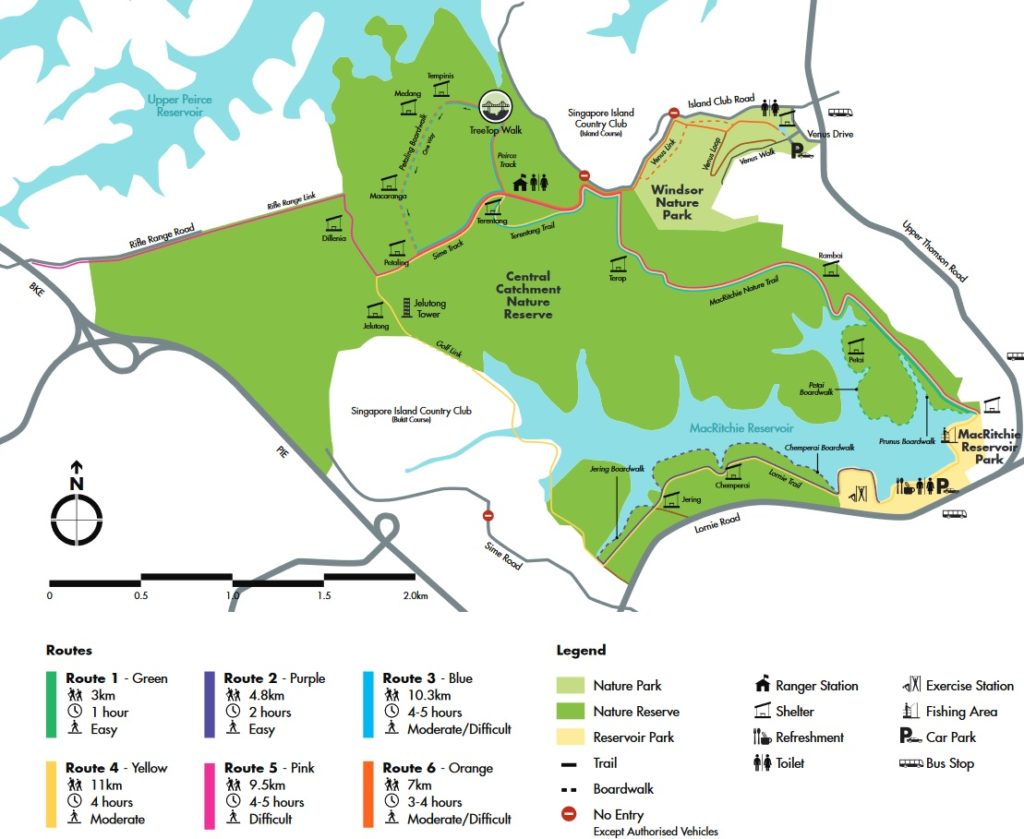 Upper Peirce
Reservoir
Tempinis
Medang
TreeTop Walk
Petaling Boardwalk
One Way
Peirce
Track
Macaranga
Singapore Island
Country Club
(Island Course)
Island Club Road
Venus Drive
Venus Link
Venus Loop
Venus Walk
P
Windsor
Nature
Park
Rifle Range Link
Rifle Range Road
Dillenia
Petaling
Sime Track
Terentang
Terentang Trail
Upper Thomson Road
BKE
Central
Catchment
Nature
Reserve
Terap
Rambai
MacRitchie Nature Trail
Jelutong
Jelutong
Tower
Golf Link
Petai
Petai
Boardwalk
Singapore Island Country Club
(Bukit Course)
MacRitchie Reservoir
Prunus Boardwalk
MacRitchie
Reservoir
Park
PIE
Jering Boardwalk
Chemperai Boardwalk
Chemperai
Lornie Trail
Jering
P
Lornie Road
Sime Road
N
0 0.5 1.0 1.5 2.0km
Routes
Route 1 - Green
3km
1 hour
Easy
Route 2 - Purple
4.8km
2 hours
Easy
Route 3 - Blue
10.3km
4-5 hours
Moderate/Difficult
Route 4 - Yellow
11km
4 hours
Moderate
Route 5 - Pink
9.5km
4-5 hours
Difficult
Route 6 - Orange
7km
3-4 hours
Moderate/Difficult
Legend
Nature Park
Nature Reserve
Reservoir Park
Trail
Boardwalk
No Entry
Except Authorised Vehicles
Ranger Station
Shelter
Refreshment
Toilet
Exercise Station
Fishing Area
P Car Park
Bus Stop